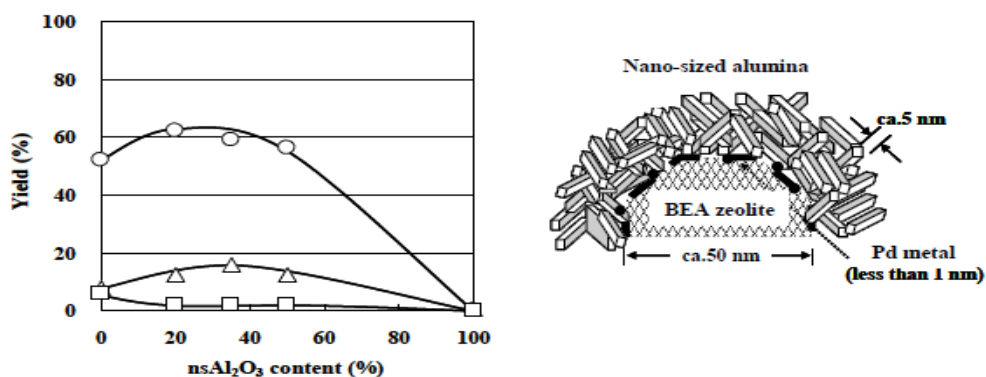 100
80
60
40
20
0
Yield (%)
0 20 40 60 80 100
nsAl₂O₃ content (%)
Nano-sized alumina
ca.5 nm
BEA zeolite
ca.50 nm
Pd metal
(less than 1 nm)